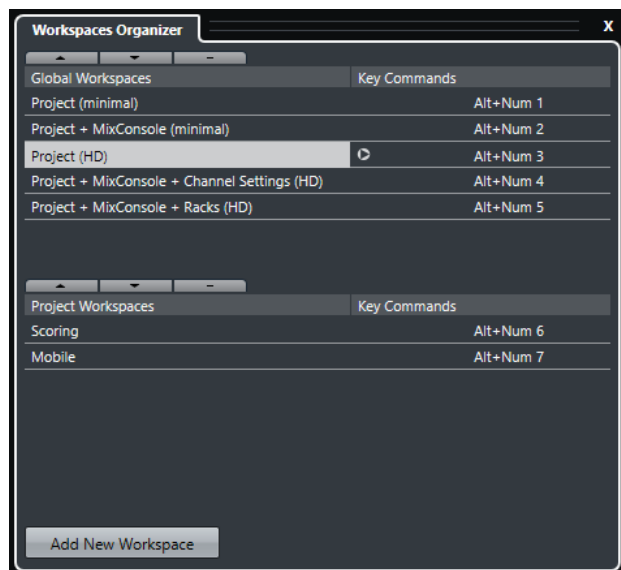 Workspaces Organizer X
Global Workspaces Key Commands
Project (minimal) Alt+Num 1
Project + MixConsole (minimal) Alt+Num 2
Project (HD) Alt+Num 3
Project + MixConsole + Channel Settings (HD) Alt+Num 4
Project + MixConsole + Racks (HD) Alt+Num 5
Project Workspaces Key Commands
Scoring Alt+Num 6
Mobile Alt+Num 7
Add New Workspace